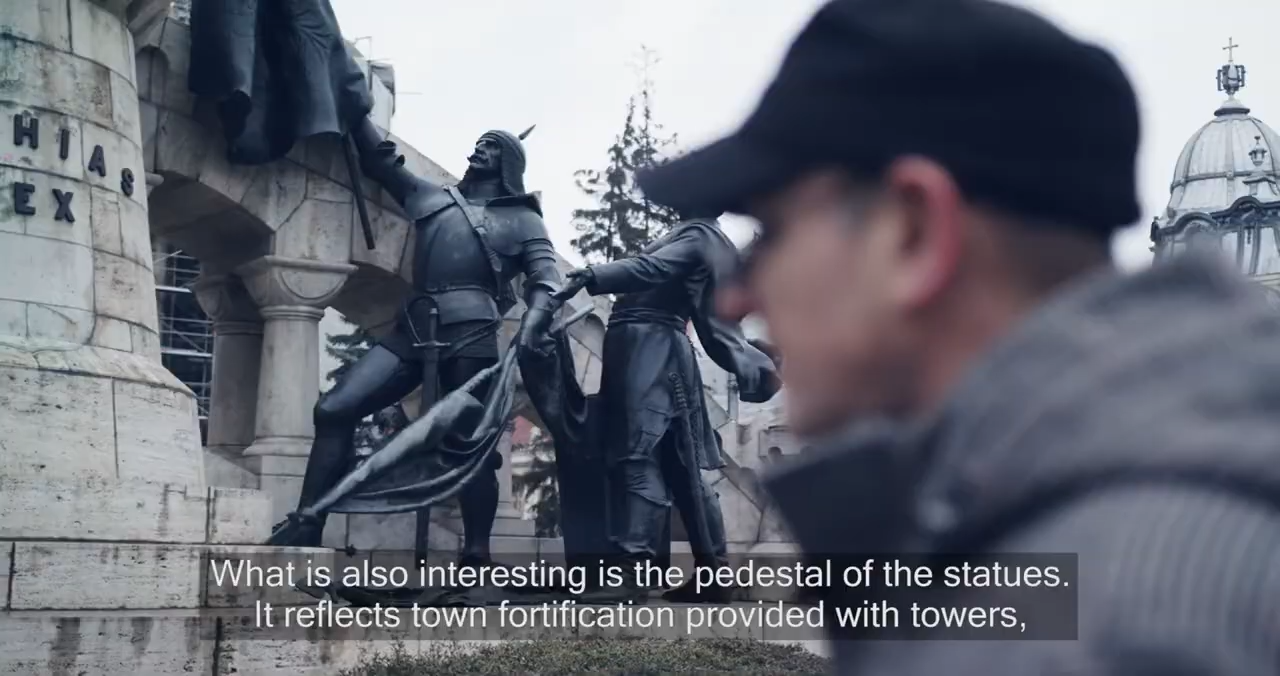 HIAS
EX
What is also interesting is the pedestal of the statues.
It reflects town fortification provided with towers,